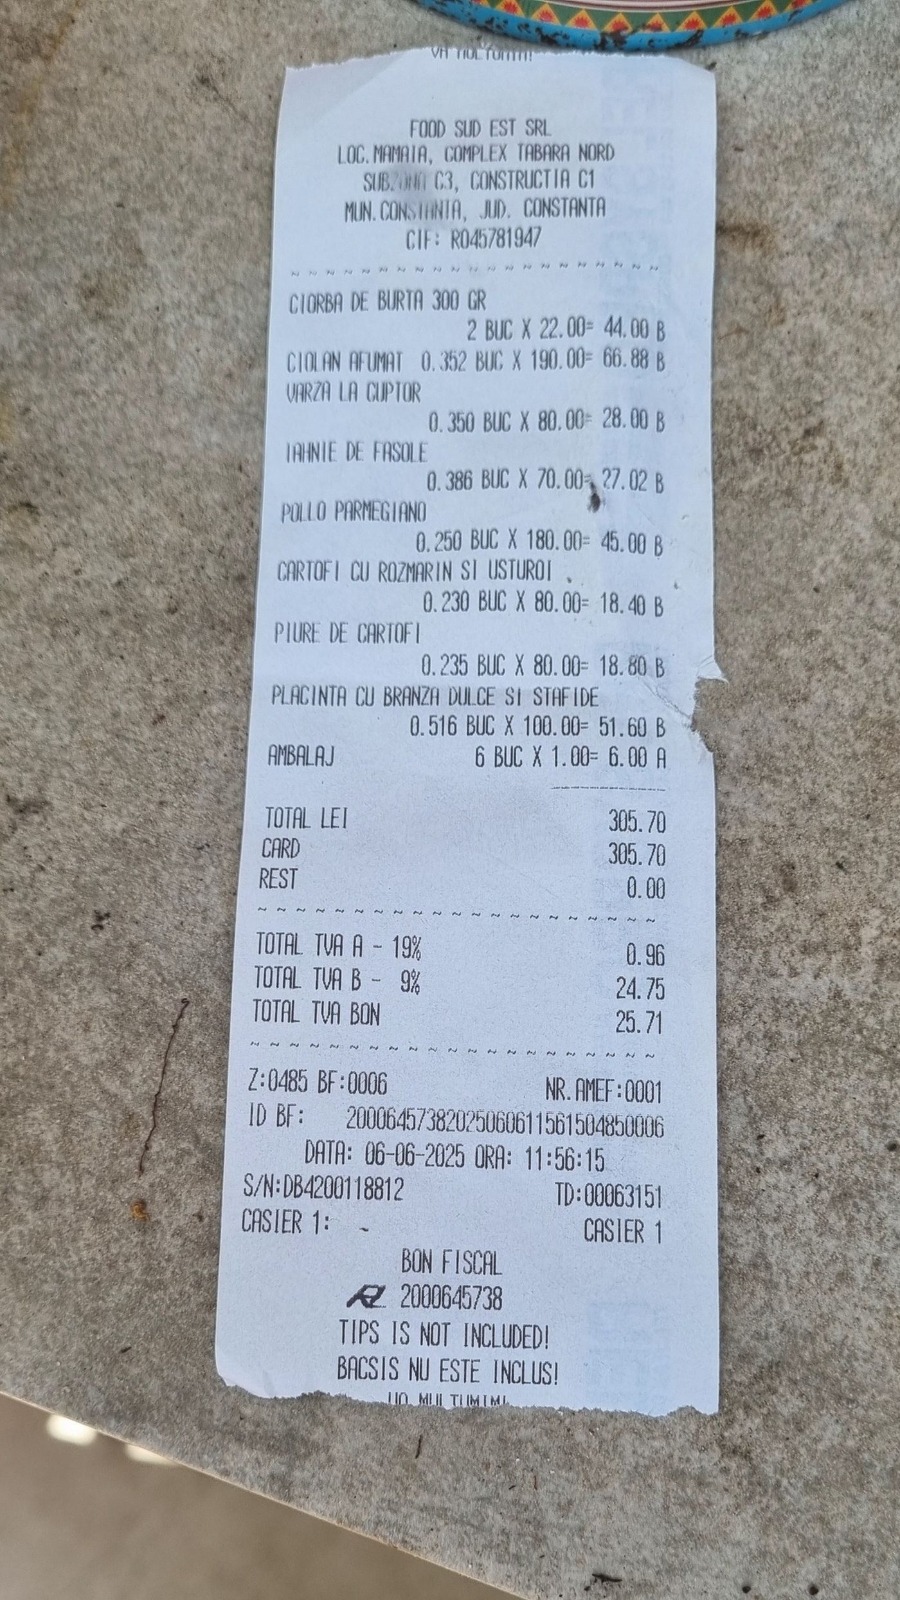 VA MULTUMIM!
FOOD SUD EST SRL
LOC.MAMAIA, COMPLEX TABARA NORD
SUBZONA C3, CONSTRUCTIA C1
MUN.CONSTANTA, JUD. CONSTANTA
CIF: RO45781947
~ ~ ~ ~ ~ ~ ~ ~ ~ ~ ~ ~ ~ ~ ~ ~ ~ ~ ~ ~ ~
CIORBA DE BURTA 300 GR
2 BUC X 22.00= 44.00 B
CIOLAN AFUMAT 0.352 BUC X 190.00= 66.88 B
VARZA LA CUPTOR
0.350 BUC X 80.00= 28.00 B
IAHNIE DE FASOLE
0.386 BUC X 70.00= 27.02 B
POLLO PARMEGIANO
0.250 BUC X 180.00= 45.00 B
CARTOFI CU ROZMARIN SI USTUROI
0.230 BUC X 80.00= 18.40 B
PIURE DE CARTOFI
0.235 BUC X 80.00= 18.80 B
PLACINTA CU BRANZA DULCE SI STAFIDE
0.516 BUC X 100.00= 51.60 B
AMBALAJ 6 BUC X 1.00= 6.00 A
TOTAL LEI 305.70
CARD 305.70
REST 0.00
~ ~ ~ ~ ~ ~ ~ ~ ~ ~ ~ ~ ~ ~ ~ ~ ~ ~ ~ ~ ~ ~
TOTAL TVA A - 19% 0.96
TOTAL TVA B - 9% 24.75
TOTAL TVA BON 25.71
~ ~ ~ ~ ~ ~ ~ ~ ~ ~ ~ ~ ~ ~ ~ ~ ~ ~ ~ ~ ~ ~
Z:0485 BF:0006 NR.AMEF:0001
ID BF: 200064573820250606115615​04850006
DATA: 06-06-2025 ORA: 11:56:15
S/N:DB4200118812 TD:00063151
CASIER 1: CASIER 1
BON FISCAL
2000645738
TIPS IS NOT INCLUDED!
BACSIS NU ESTE INCLUS!
VA MULTUMIM!